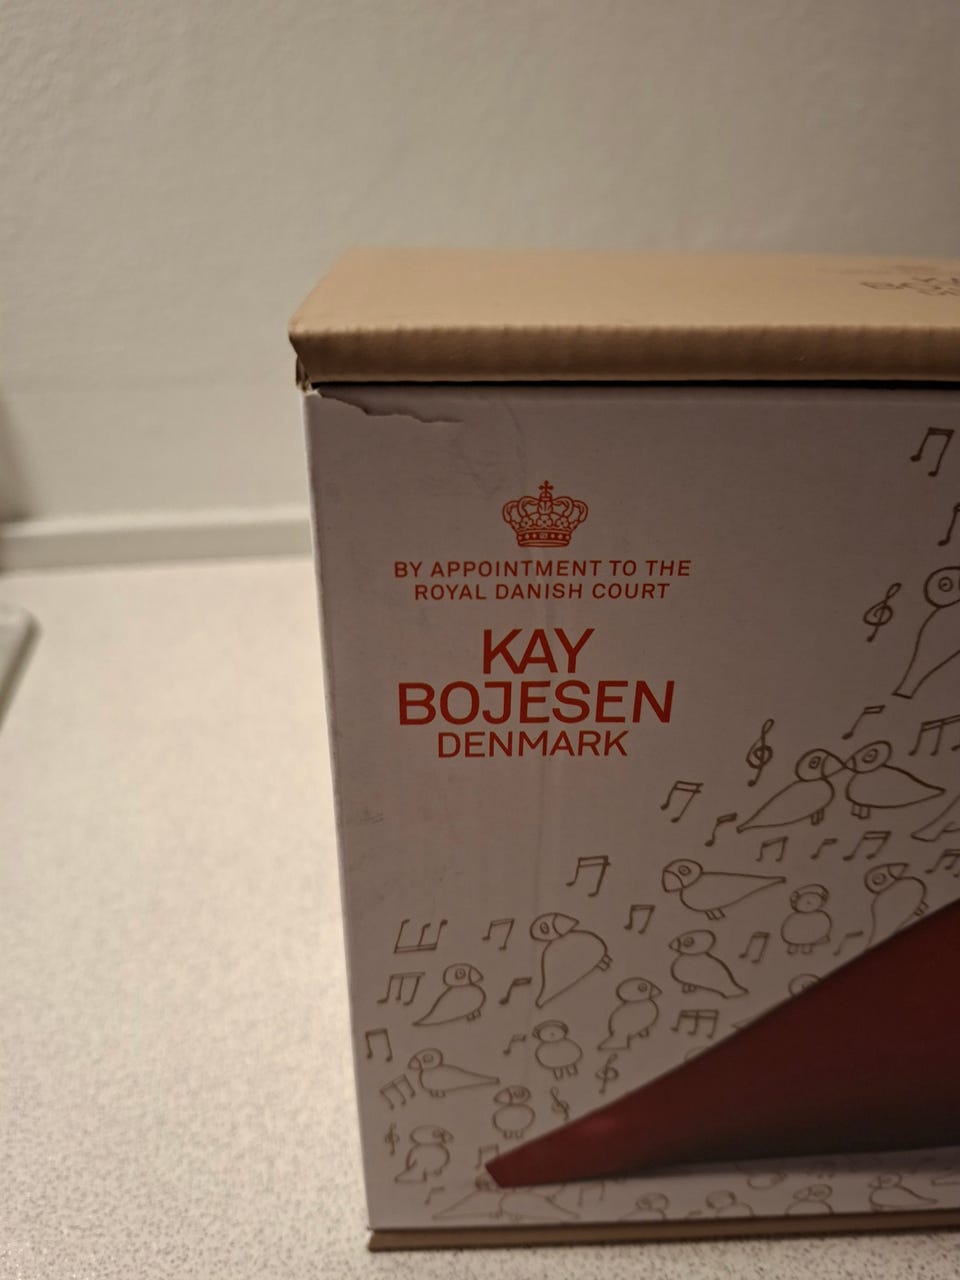 BY APPOINTMENT TO THE
ROYAL DANISH COURT
KAY
BOJESEN
DENMARK